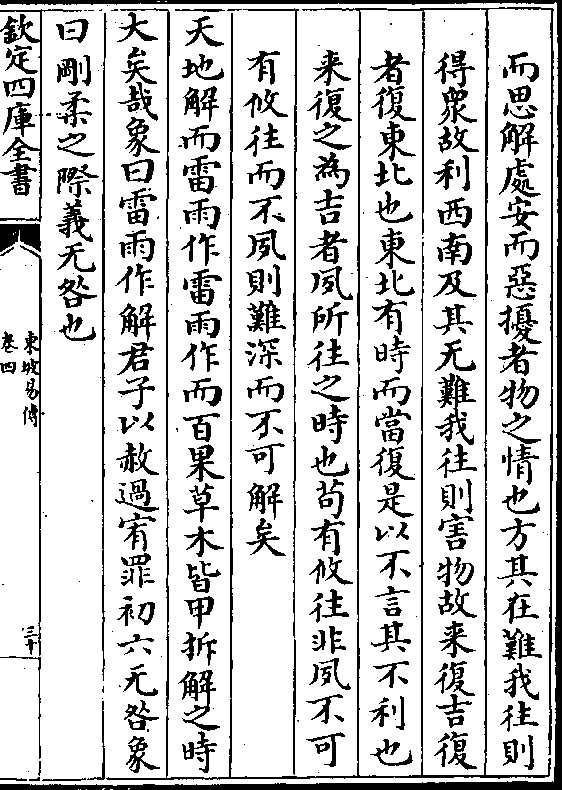 而思解處安而惡擾者物之情也方其在難我往則
得衆故利西南及其无難我往則害物故来復吉復
者復東北也東北有時而當復是以不言其不利也
来復之為吉者夙所往之時也苟有攸往非夙不可
有攸往而不夙則難深而不可解矣
天地解而雷雨作雷雨作而百果草木皆甲拆解之時
大矣哉象曰雷雨作解君子以赦過宥罪初六无咎象
曰剛柔之際義无咎也
欽定四庫全書
東坡易傳
卷四
三十